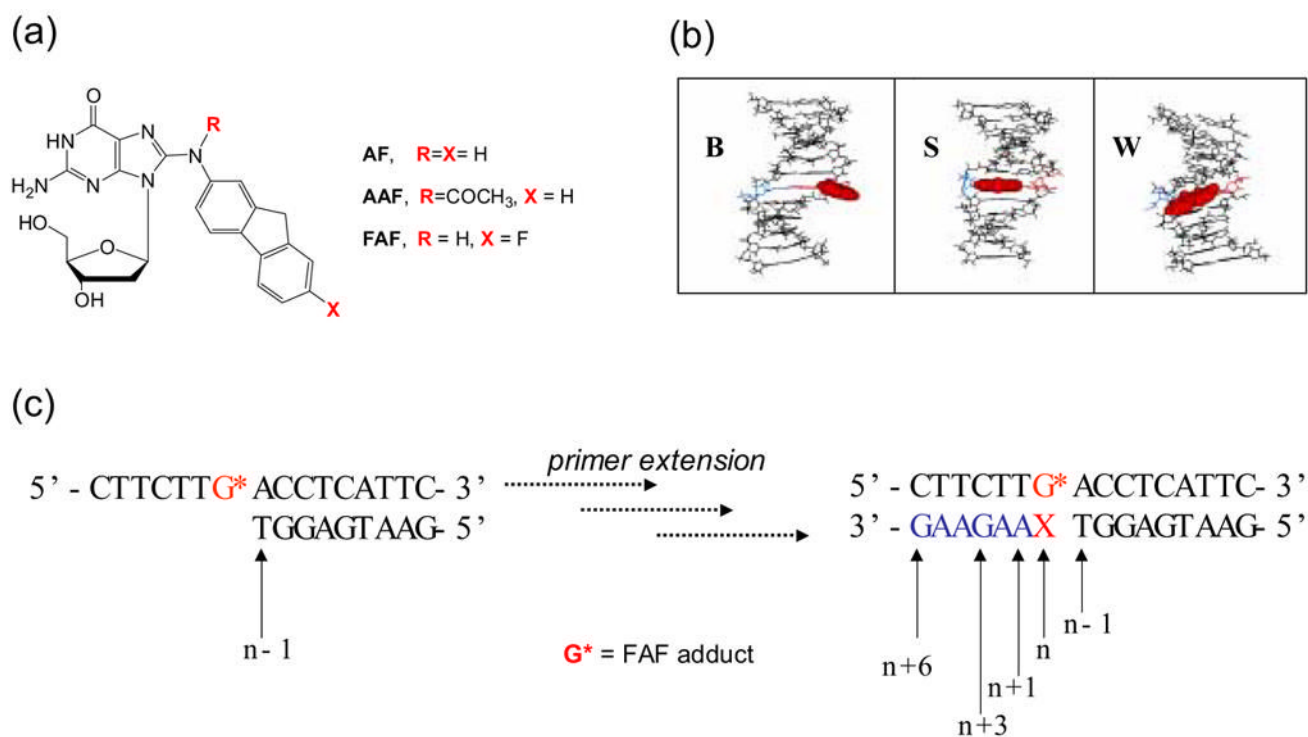 (a)
O
HN
N
R
N
H₂N
N
N
HO
O
OH
X
AF, R=X= H
AAF, R=COCH₃, X = H
FAF, R = H, X = F
(b)
B
S
W
(c)
5’ - CTTCTTG* ACCTCATTC- 3’
TGGAGTAAG- 5’
n- 1
primer extension
G* = FAF adduct
5’ - CTTCTTG* ACCTCATTC- 3’
3’ - GAAGAAX TGGAGTAAG- 5’
n+6
n+3
n+1
n
n- 1